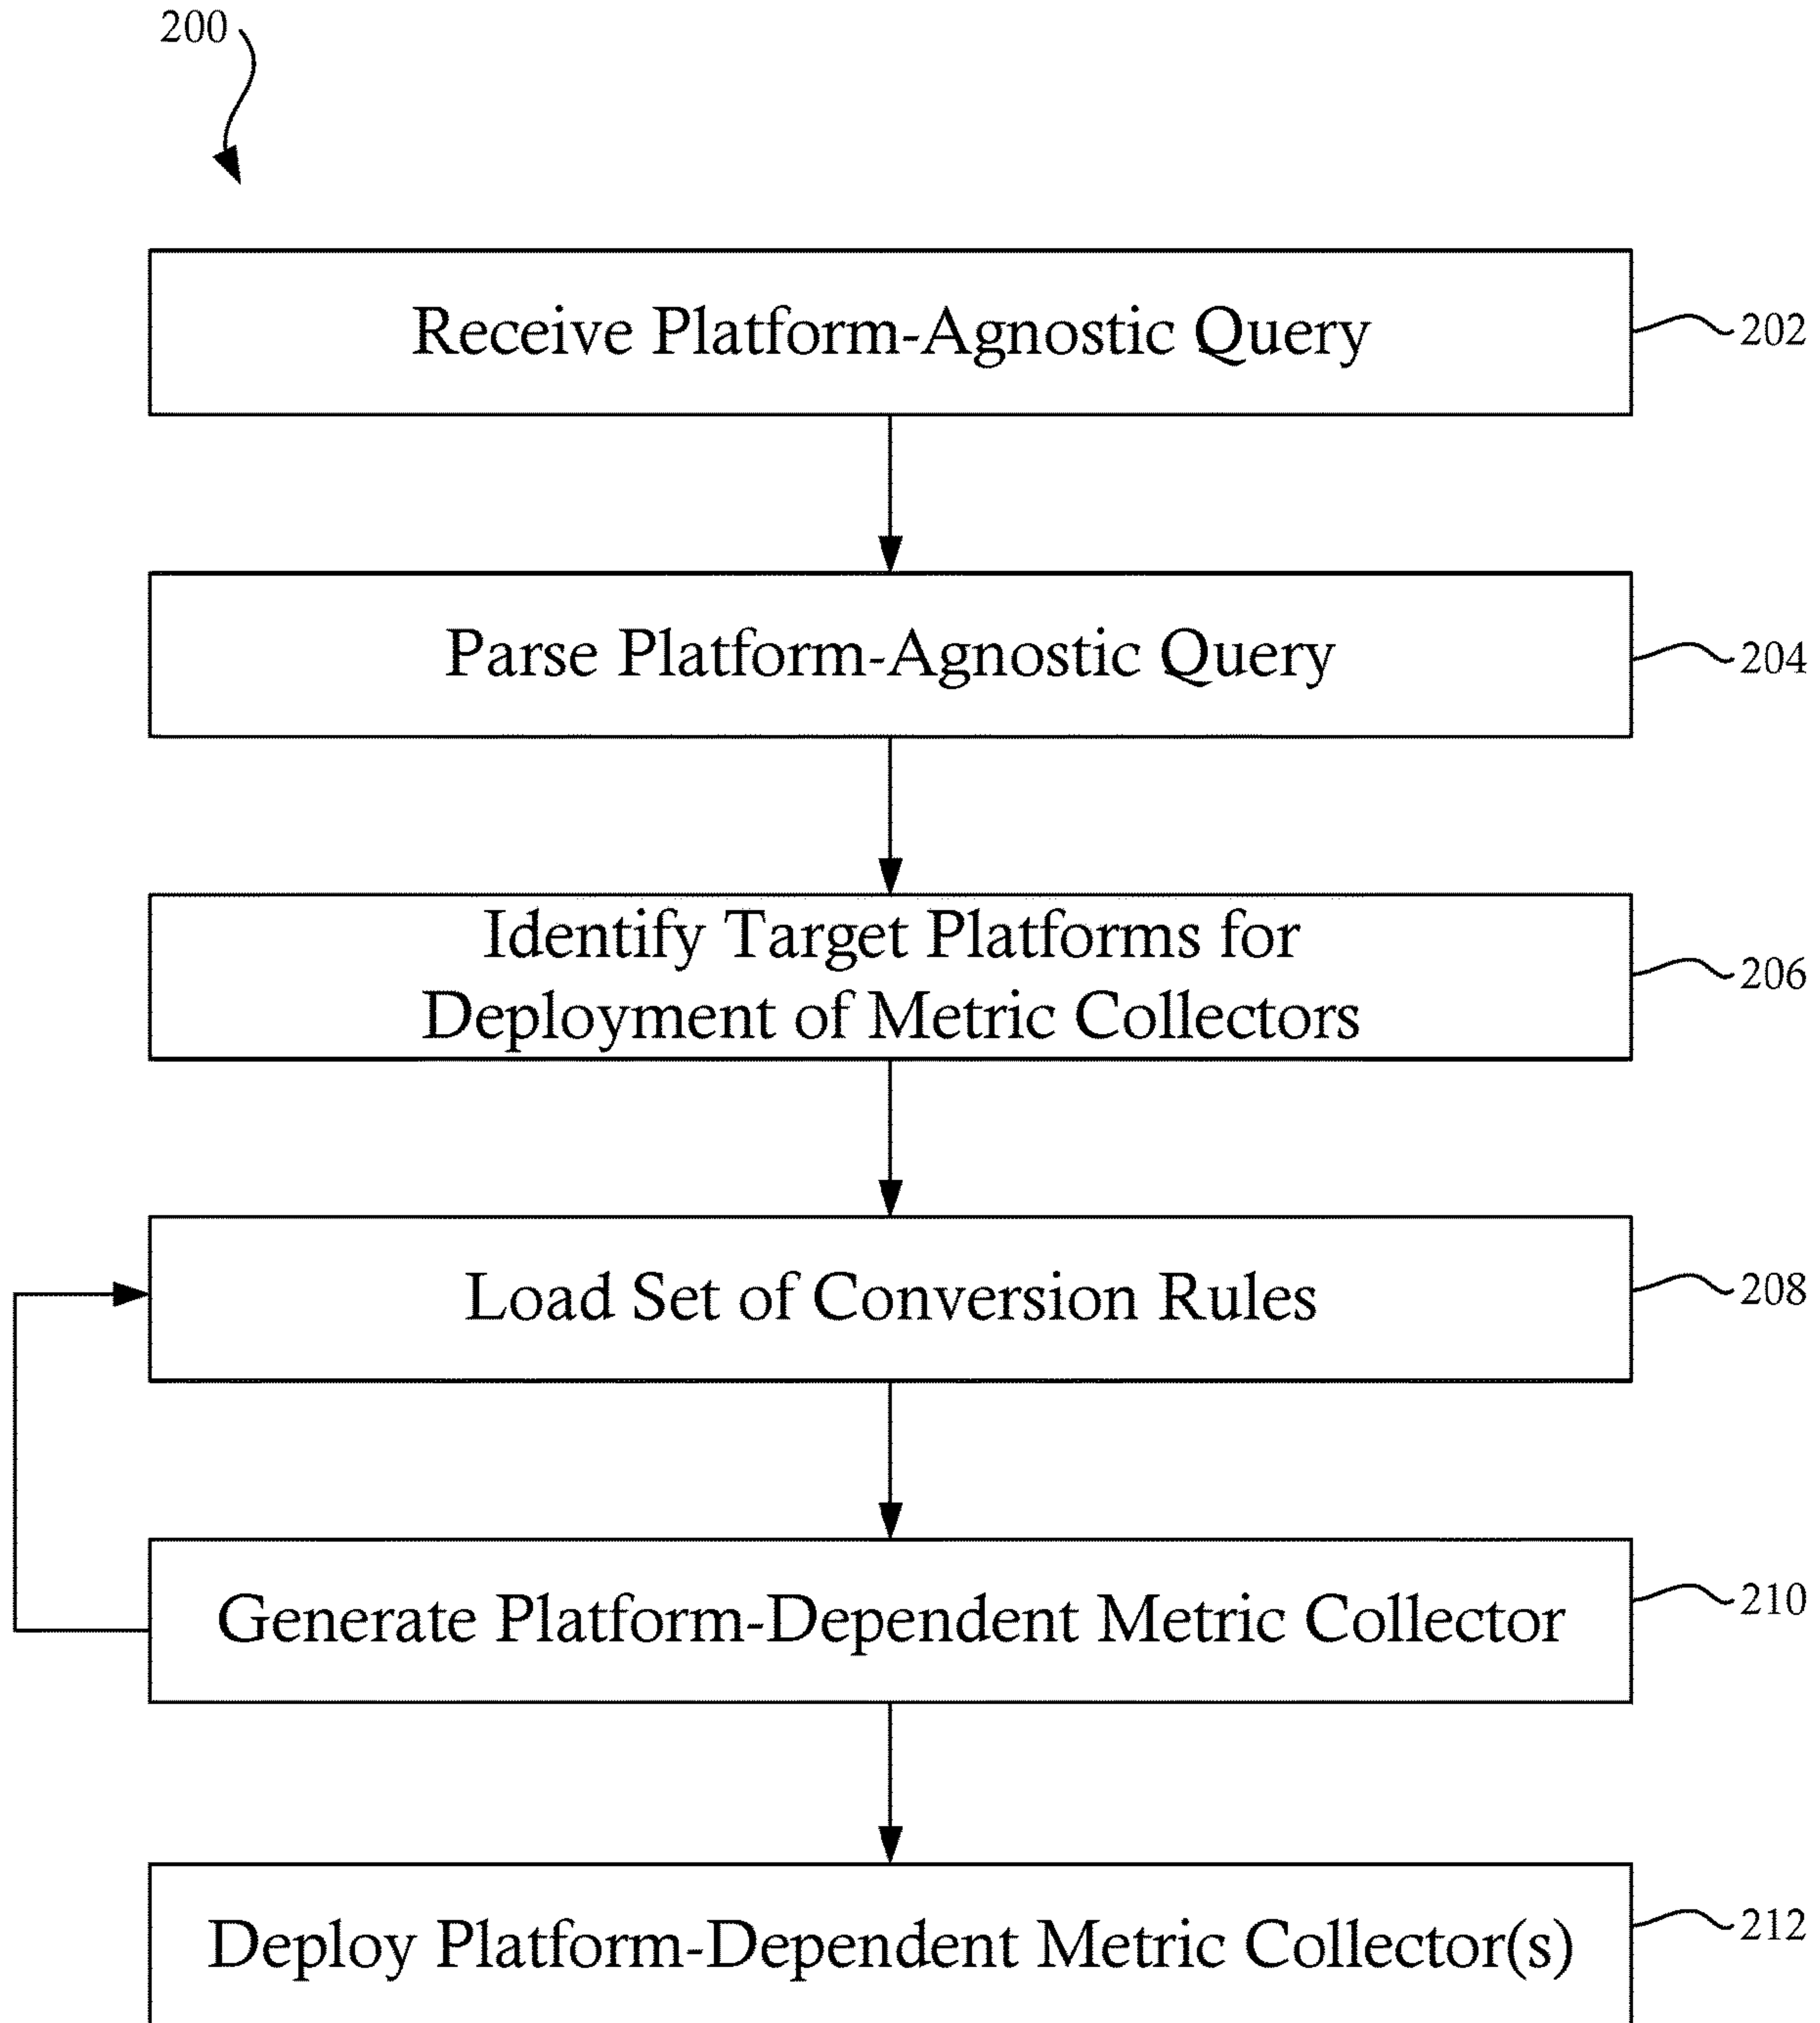 200
Receive Platform-Agnostic Query
202
Parse Platform-Agnostic Query
204
Identify Target Platforms for
Deployment of Metric Collectors
206
Load Set of Conversion Rules
208
Generate Platform-Dependent Metric Collector
210
Deploy Platform-Dependent Metric Collector(s)
212